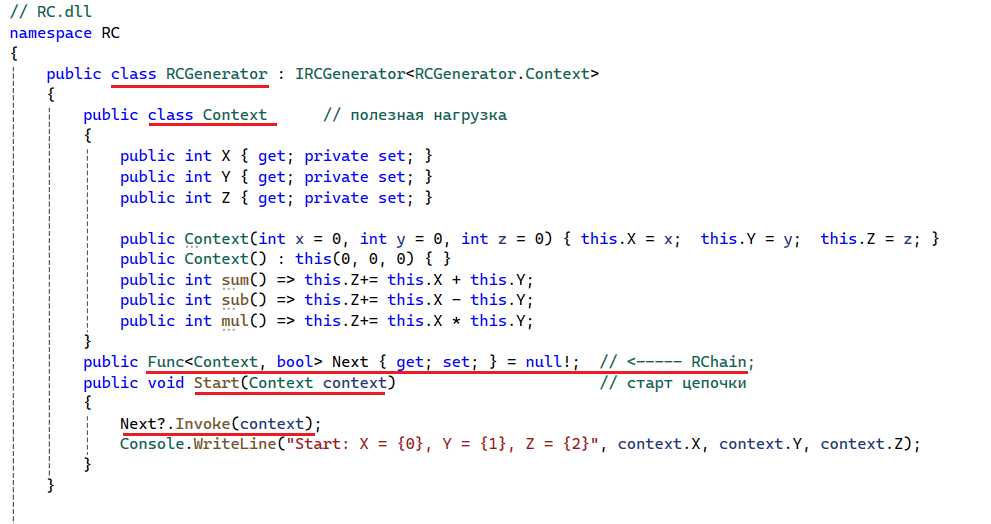 // RC.dll
namespace RC
{
public class RCGenerator : IRCGenerator<RCGenerator.Context>
{
public class Context // полезная нагрузка
{
public int X { get; private set; }
public int Y { get; private set; }
public int Z { get; private set; }
public Context(int x = 0, int y = 0, int z = 0) { this.X = x; this.Y = y; this.Z = z; }
public Context() : this(0, 0, 0) { }
public int sum() => this.Z+= this.X + this.Y;
public int sub() => this.Z+= this.X - this.Y;
public int mul() => this.Z+= this.X * this.Y;
}
public Func<Context, bool> Next { get; set; } = null!; // <----- RChain;
public void Start(Context context) // старт цепочки
{
Next?.Invoke(context);
Console.WriteLine("Start: X = {0}, Y = {1}, Z = {2}", context.X, context.Y, context.Z);
}
}